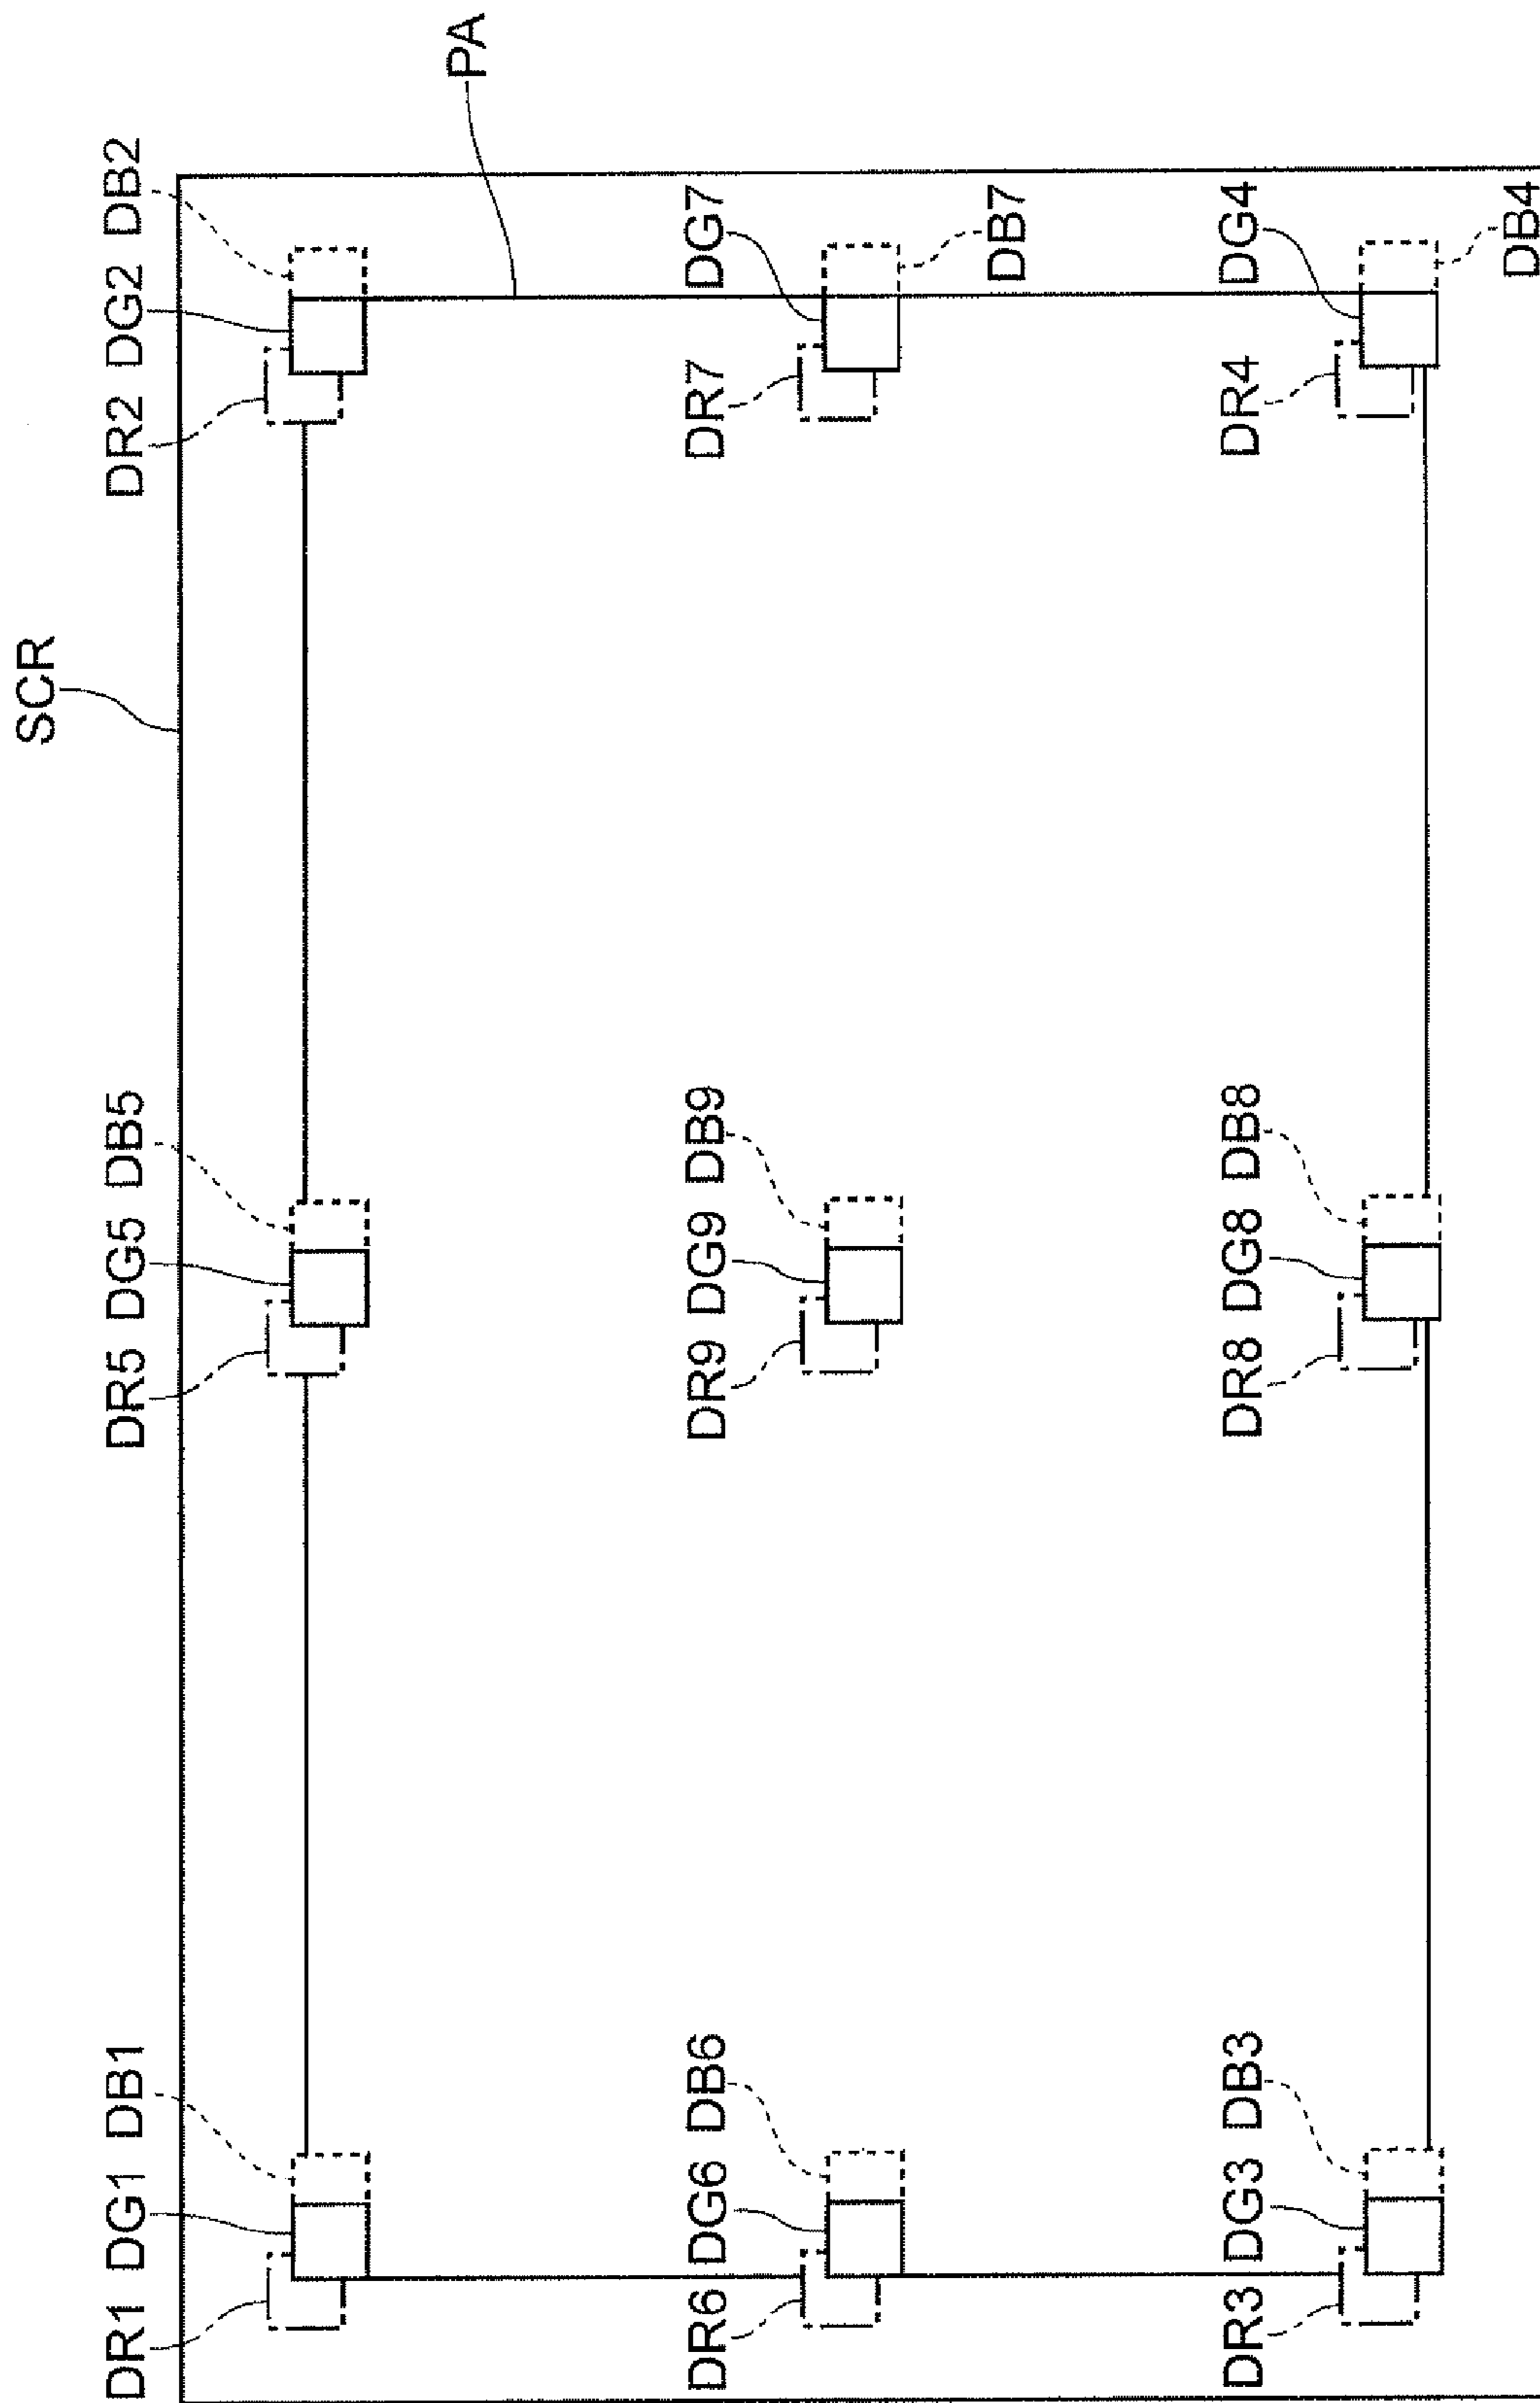 SCR
DR1 DG1 DB1 DR5 DG5 DB5 DR2 DG2 DB2
PA
DR6 DG6 DB6 DR9 DG9 DB9 DR7 DG7
DB7
DR3 DG3 DB3 DR8 DG8 DB8 DR4 DG4
DB4